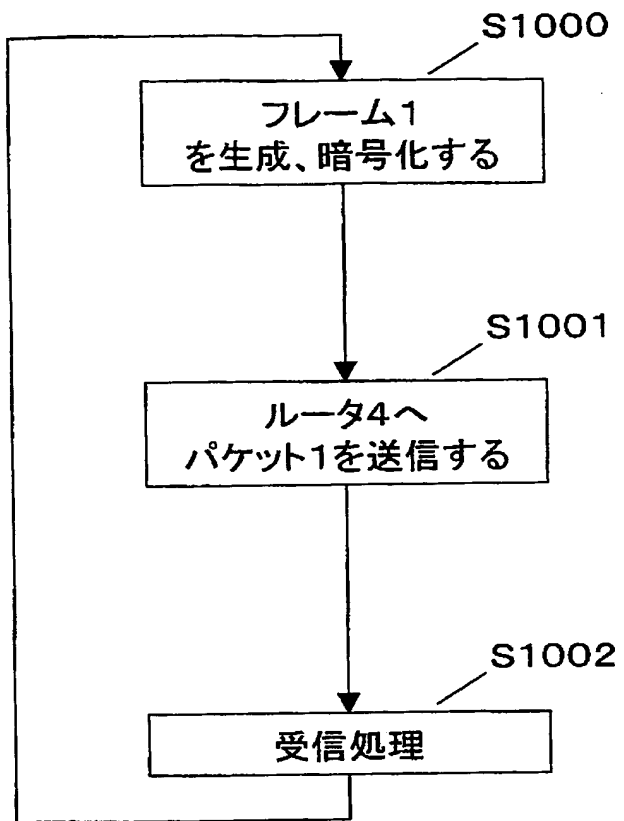 S1000
フレーム1
を生成、暗号化する
S1001
ルータ4へ
パケット1を送信する
S1002
受信処理